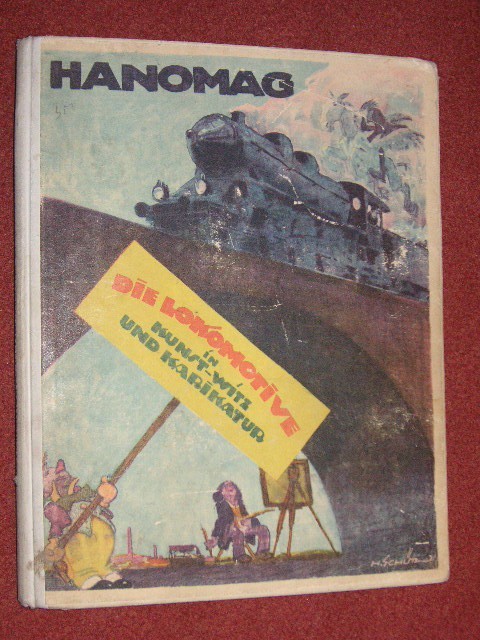 HANOMAG
DIE LOKOMOTIVE
IN
KUNST-WITZ
UND KARIKATUR